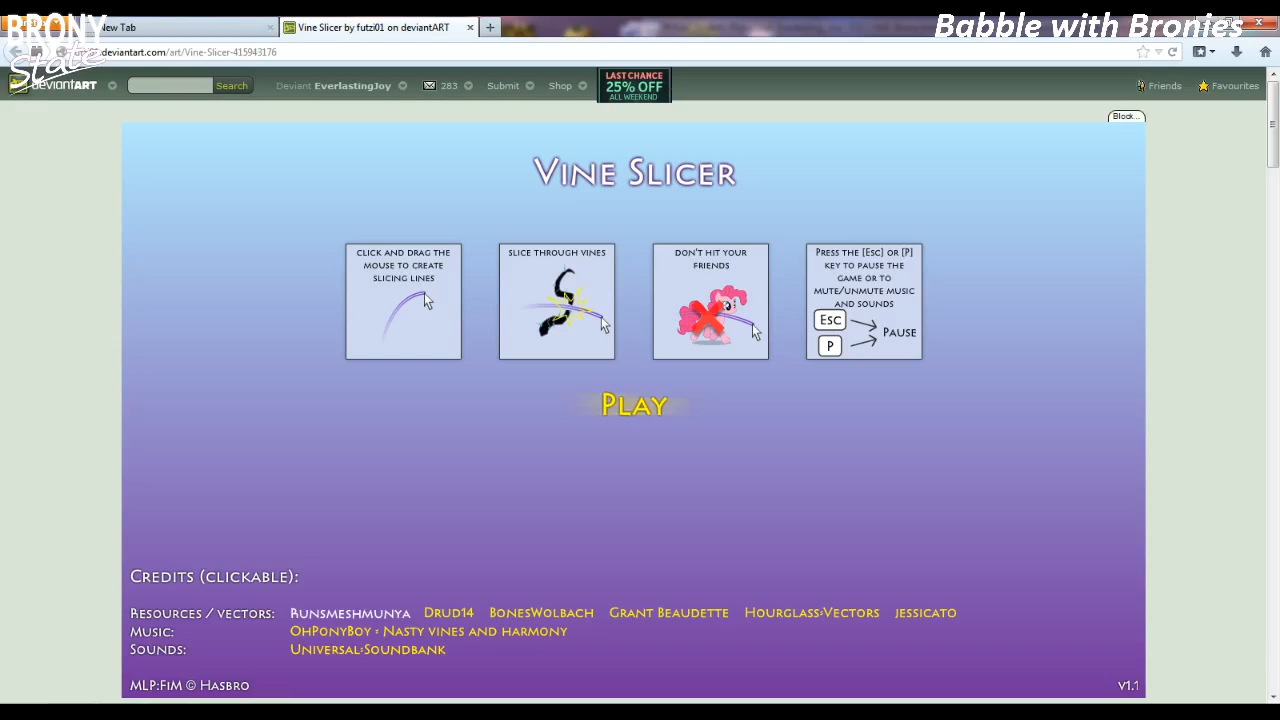 BRONY
State
Babble with Bronies
New Tab
Vine Slicer by futzi01 on deviantART
.deviantart.com/art/Vine-Slicer-415943176
deviantART
Search
Deviant EverlastingJoy
283
Submit
Shop
LAST CHANCE
25% OFF
ALL WEEKEND
Friends
Favourites
Block...
Vine Slicer
Click and drag the
mouse to create
slicing lines
Slice through vines
Don't hit your
friends
Press the [Esc] or [P]
key to pause the
game or to
mute/unmute music
and sounds
Esc
P
Pause
Play
Credits (clickable):
Resources / vectors: Runsmeshmunya Drud14 BonesWolbach Grant Beaudette Hourglass-Vectors jessicato
Music: OhPonyBoy - Nasty vines and harmony
Sounds: Universal-Soundbank
MLP:FiM © Hasbro
v1.1